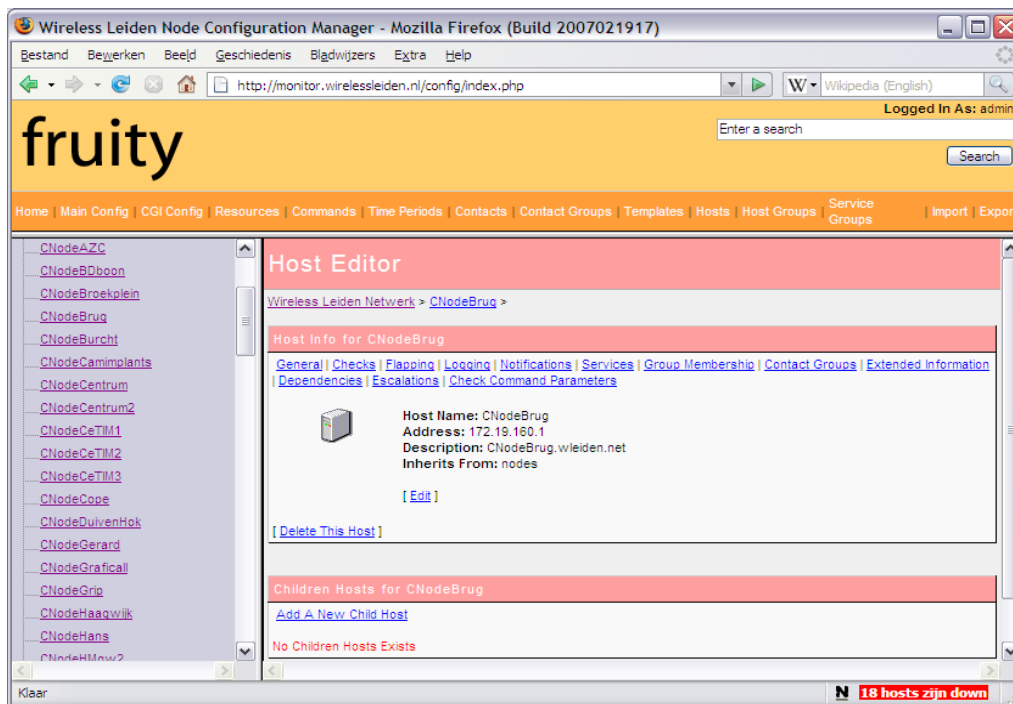 Wireless Leiden Node Configuration Manager - Mozilla Firefox (Build 2007021917)
Bestand Bewerken Beeld Geschiedenis Bladwijzers Extra Help
http://monitor.wirelessleiden.nl/config/index.php W Wikipedia (English)
Logged In As: admin
fruity
Enter a search
Search
Home | Main Config | CGI Config | Resources | Commands | Time Periods | Contacts | Contact Groups | Templates | Hosts | Host Groups | Service Groups | Import | Expor
CNodeAZC
CNodeBDboon
CNodeBroekplein
CNodeBrug
CNodeBurcht
CNodeCamimplants
CNodeCentrum
CNodeCentrum2
CNodeCeTIM1
CNodeCeTIM2
CNodeCeTIM3
CNodeCope
CNodeDuivenHok
CNodeGerard
CNodeGraficall
CNodeGrip
CNodeHaagwijk
CNodeHans
CNodeHMgw2
Host Editor
Wireless Leiden Netwerk > CNodeBrug >
Host Info for CNodeBrug
General | Checks | Flapping | Logging | Notifications | Services | Group Membership | Contact Groups | Extended Information
| Dependencies | Escalations | Check Command Parameters
Host Name: CNodeBrug
Address: 172.19.160.1
Description: CNodeBrug.wleiden.net
Inherits From: nodes
[ Edit ]
[ Delete This Host ]
Children Hosts for CNodeBrug
Add A New Child Host
No Children Hosts Exists
Klaar
N 18 hosts zijn down